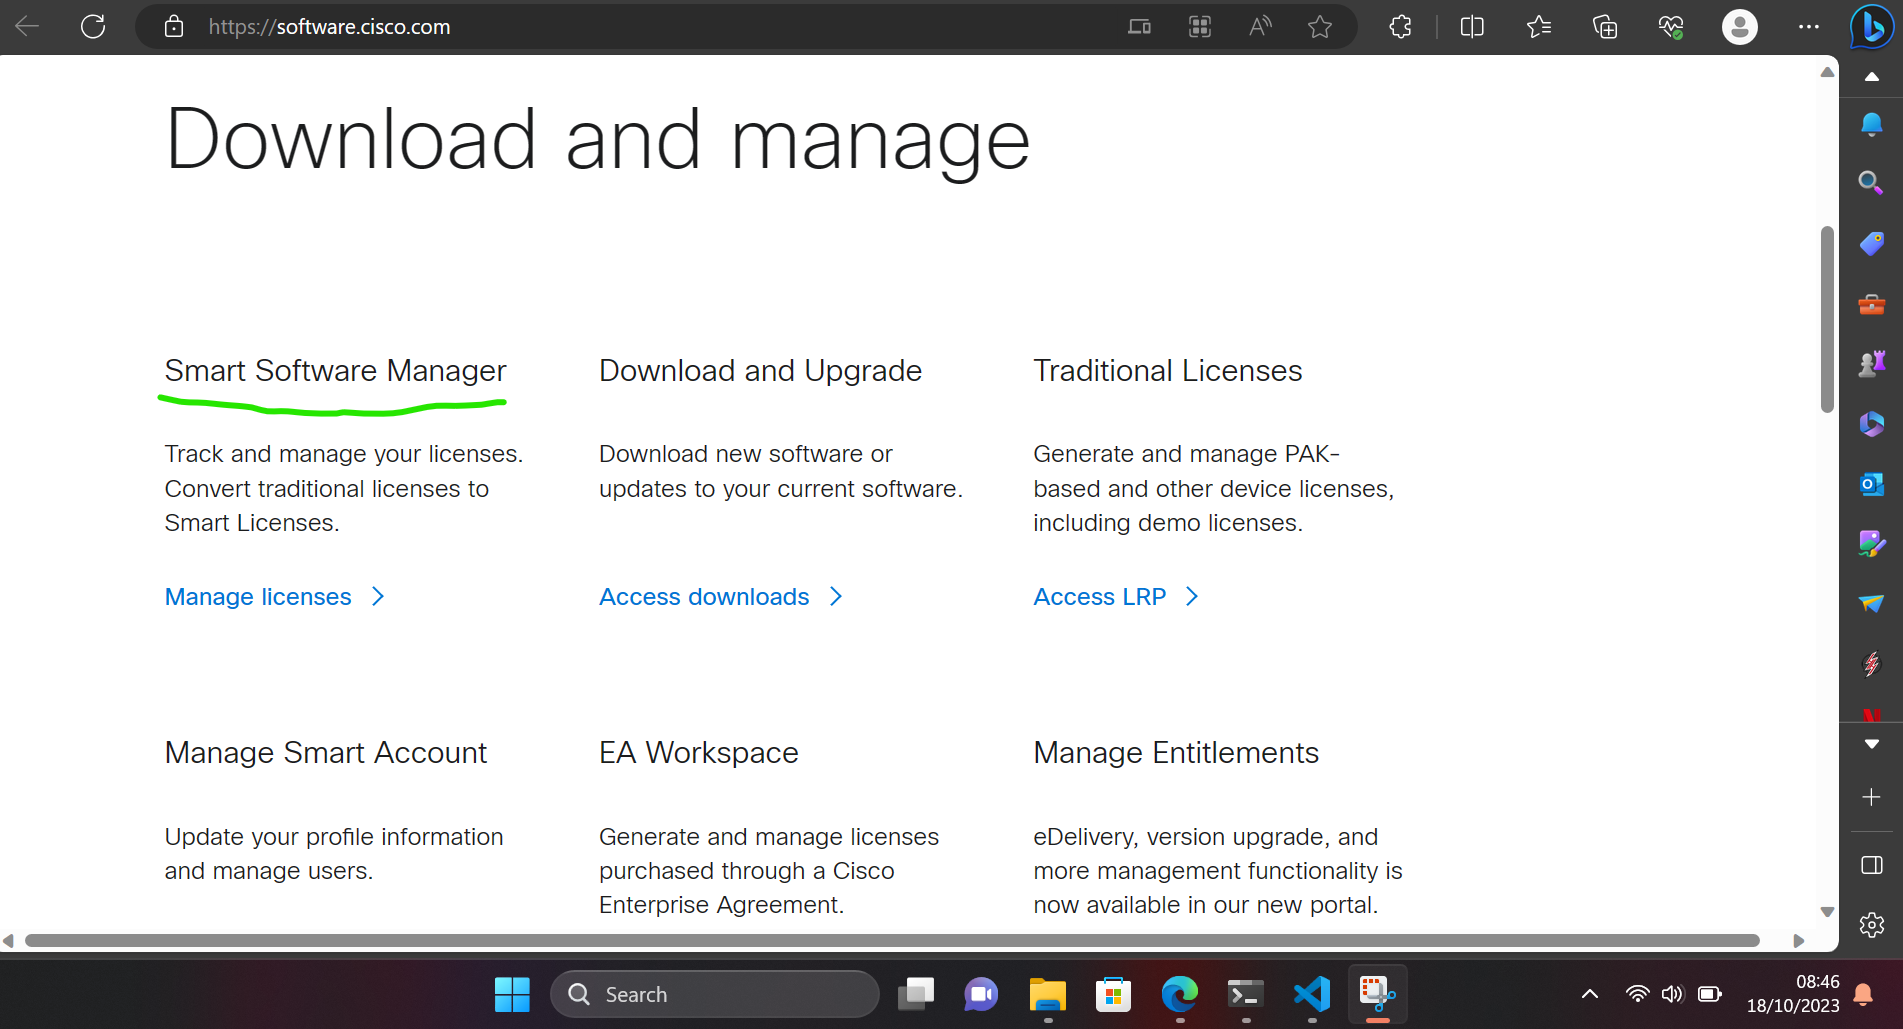 https://software.cisco.com
Download and manage
Smart Software Manager
Track and manage your licenses.
Convert traditional licenses to
Smart Licenses.
Manage licenses
Download and Upgrade
Download new software or
updates to your current software.
Access downloads
Traditional Licenses
Generate and manage PAK-
based and other device licenses,
including demo licenses.
Access LRP
Manage Smart Account
Update your profile information
and manage users.
EA Workspace
Generate and manage licenses
purchased through a Cisco
Enterprise Agreement.
Manage Entitlements
eDelivery, version upgrade, and
more management functionality is
now available in our new portal.
Search
08:46
18/10/2023